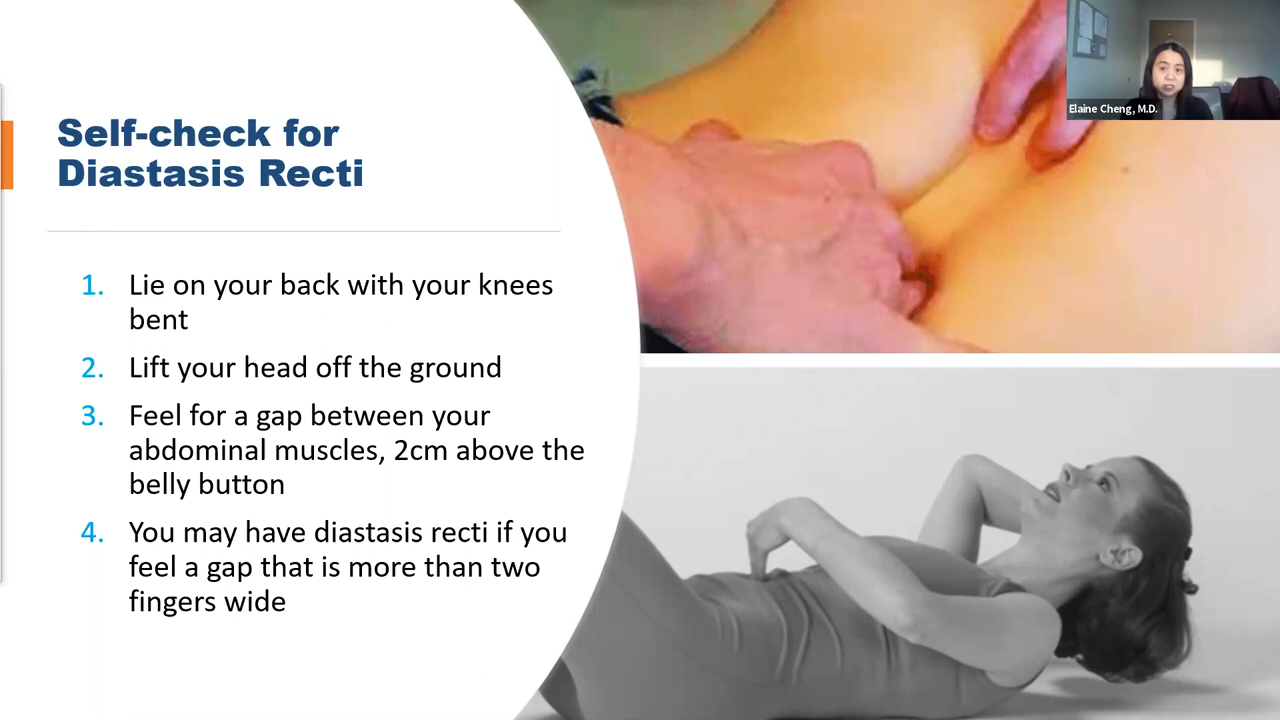 Elaine Cheng, M.D.
Self-check for
Diastasis Recti
1. Lie on your back with your knees
bent
2. Lift your head off the ground
3. Feel for a gap between your
abdominal muscles, 2cm above the
belly button
4. You may have diastasis recti if you
feel a gap that is more than two
fingers wide